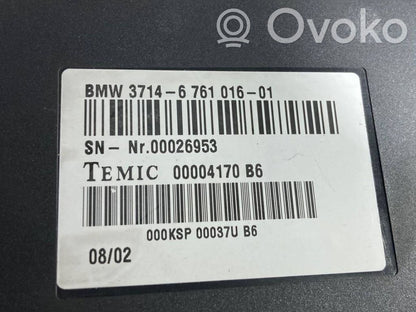 Ovoko
BMW 3714-6 761 016-01
SN- Nr.00026953
TEMIC 00004170 B6
000KSP 00037U B6
08/02